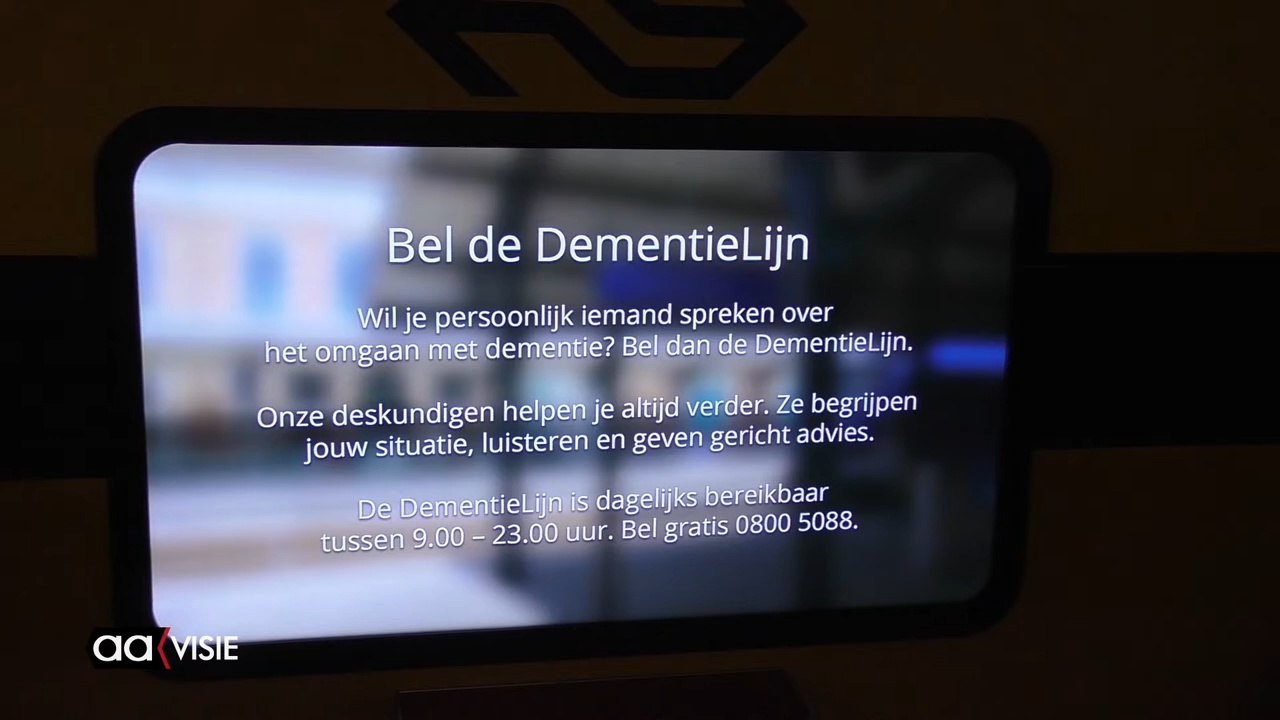 Bel de DementieLijn
Wil je persoonlijk iemand spreken over
het omgaan met dementie? Bel dan de DementieLijn.
Onze deskundigen helpen je altijd verder. Ze begrijpen
jouw situatie, luisteren en geven gericht advies.
De DementieLijn is dagelijks bereikbaar
tussen 9.00 – 23.00 uur. Bel gratis 0800 5088.
aa VISIE